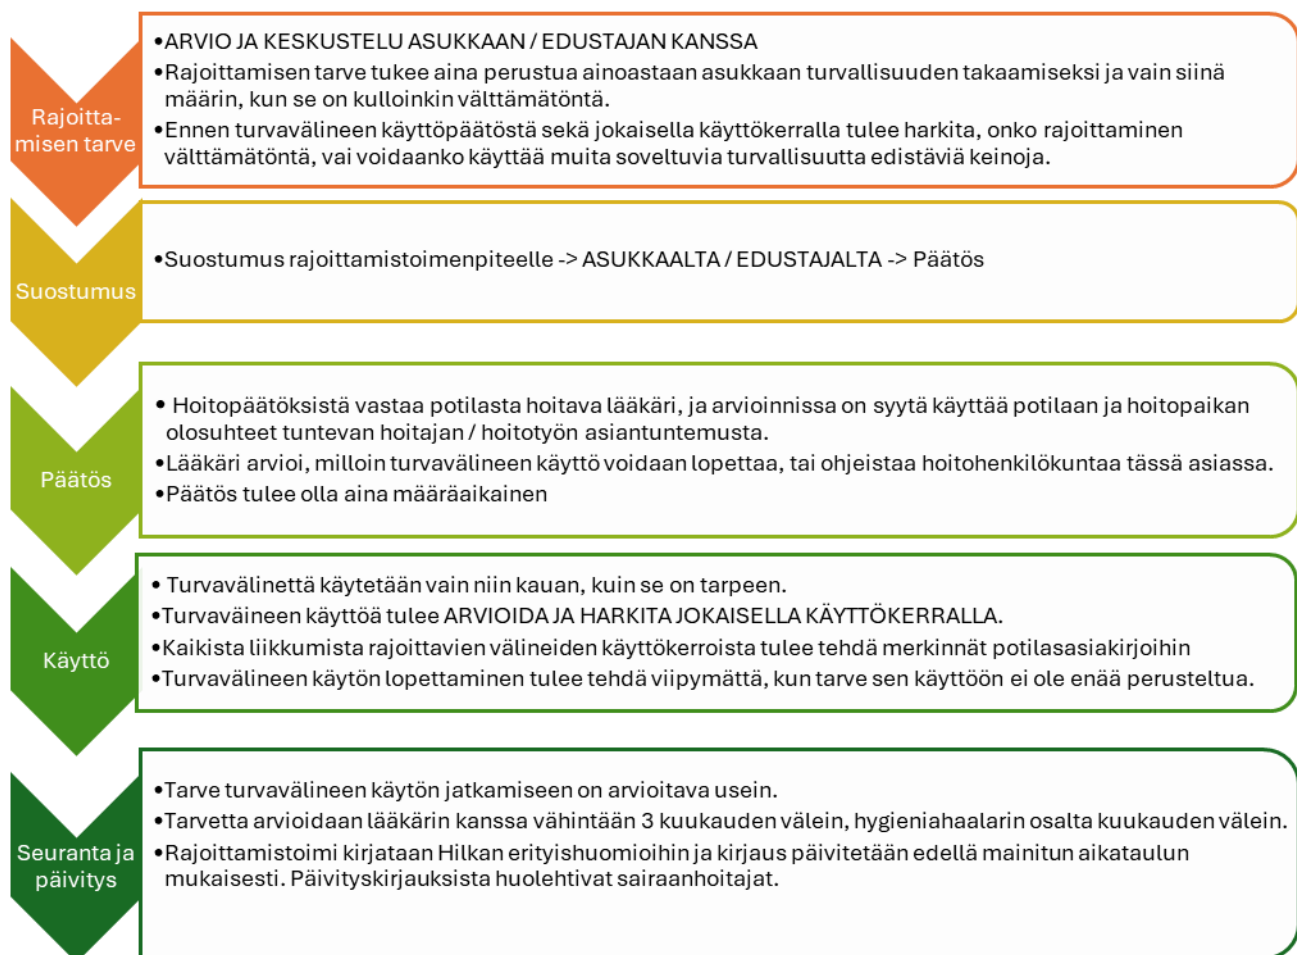 Rajoitta-
misen tarve
•ARVIO JA KESKUSTELU ASUKKAAN / EDUSTAJAN KANSSA
•Rajoittamisen tarve tukee aina perustua ainoastaan asukkaan turvallisuuden takaamiseksi ja vain siinä
määrin, kun se on kulloinkin välttämätöntä.
•Ennen turvavälineen käyttöpäätöstä sekä jokaisella käyttökerralla tulee harkita, onko rajoittaminen
välttämätöntä, vai voidaanko käyttää muita soveltuvia turvallisuutta edistäviä keinoja.
Suostumus
•Suostumus rajoittamistoimenpiteelle -> ASUKKAALTA / EDUSTAJALTA -> Päätös
Päätös
• Hoitopäätöksistä vastaa potilasta hoitava lääkäri, ja arvioinnissa on syytä käyttää potilaan ja hoitopaikan
olosuhteet tuntevan hoitajan / hoitotyön asiantuntemusta.
•Lääkäri arvioi, milloin turvavälineen käyttö voidaan lopettaa, tai ohjeistaa hoitohenkilökuntaa tässä asiassa.
•Päätös tulee olla aina määräaikainen
Käyttö
• Turvavälinettä käytetään vain niin kauan, kuin se on tarpeen.
•Turvaväineen käyttöä tulee ARVIOIDA JA HARKITA JOKAISELLA KÄYTTÖKERRALLA.
•Kaikista liikkumista rajoittavien välineiden käyttökerroista tulee tehdä merkinnät potilasasiakirjoihin
•Turvavälineen käytön lopettaminen tulee tehdä viipymättä, kun tarve sen käyttöön ei ole enää perusteltua.
Seuranta ja
päivitys
•Tarve turvavälineen käytön jatkamiseen on arvioitava usein.
•Tarvetta arvioidaan lääkärin kanssa vähintään 3 kuukauden välein, hygieniahaalarin osalta kuukauden välein.
•Rajoittamistoimi kirjataan Hilkan erityishuomioihin ja kirjaus päivitetään edellä mainitun aikataulun
mukaisesti. Päivityskirjauksista huolehtivat sairaanhoitajat.